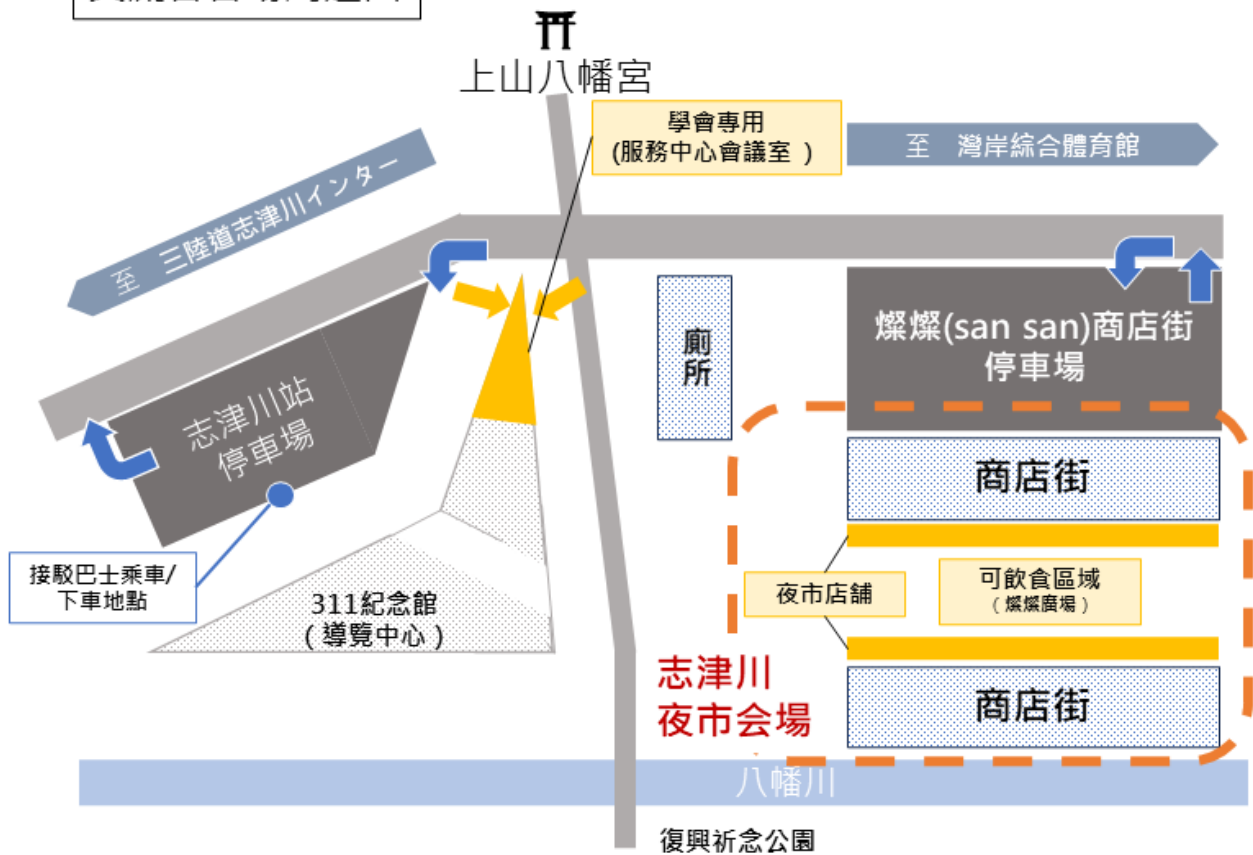 上山八幡宮
學會專用
(服務中心會議室 )
至 灣岸綜合體育館
至 三陸道志津川インター
燦燦(san san)商店街
停車場
廁所
志津川站
停車場
商店街
接駁巴士乘車/
下車地點
311紀念館
( 導覽中心 )
夜市店舖
可飲食區域
( 燦燦廣場 )
志津川
夜市会場
商店街
八幡川
復興祈念公園